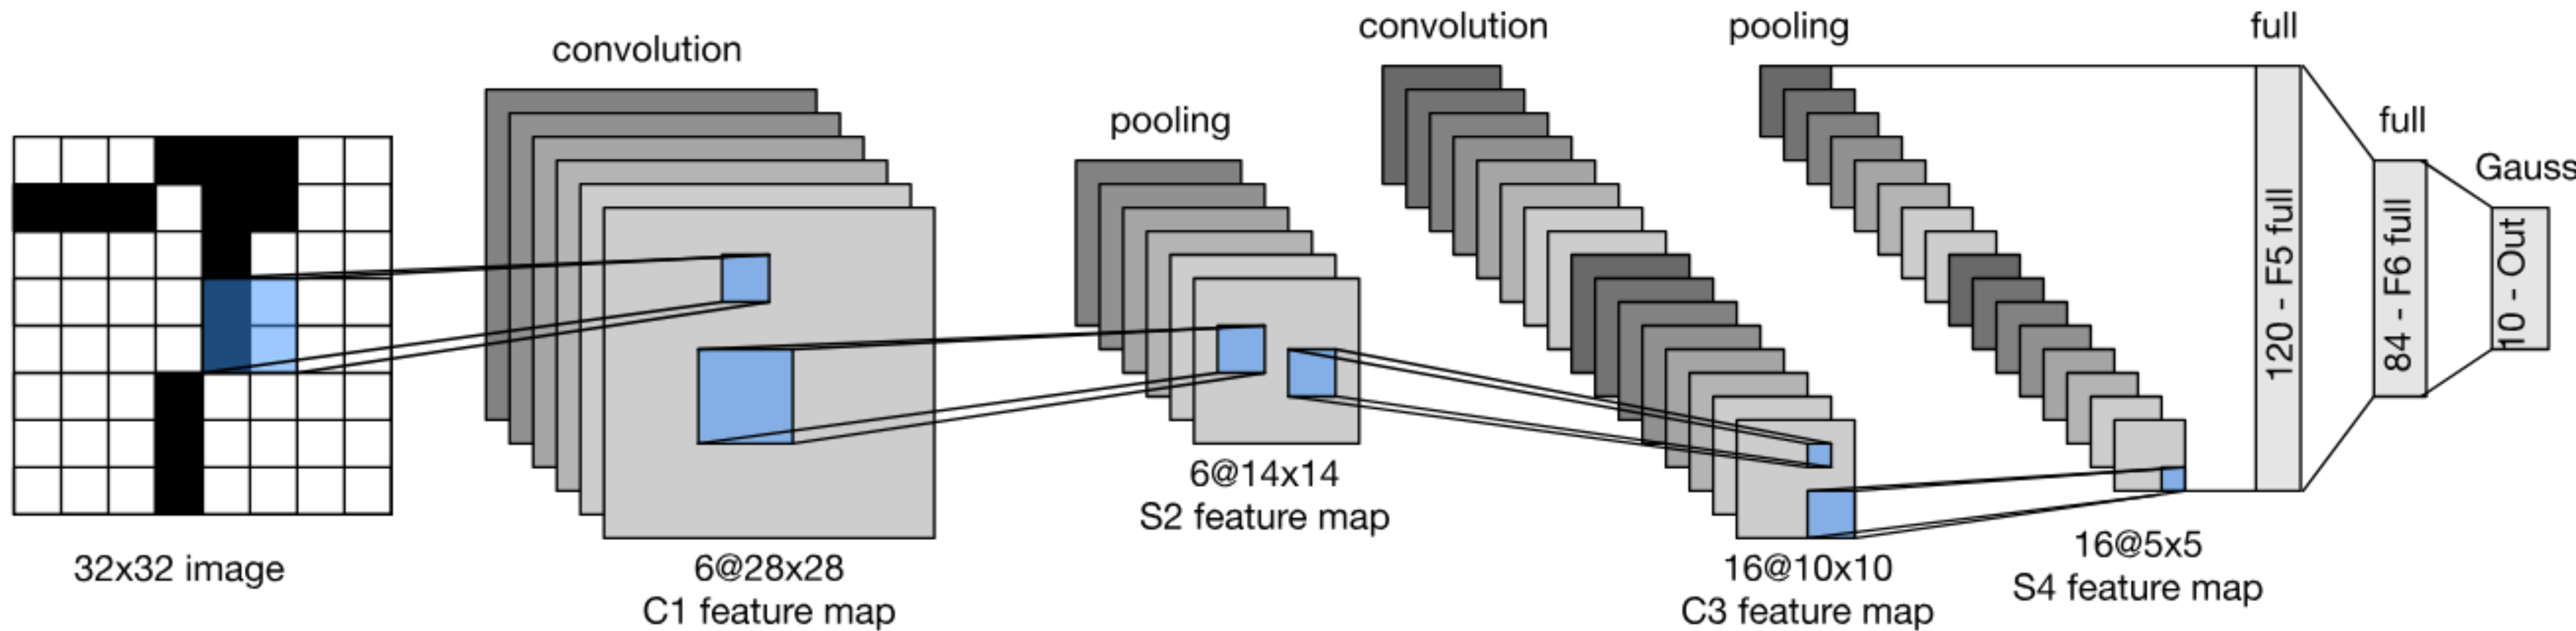 convolution
pooling
convolution
pooling
full
full
Gauss
120 - F5 full
84 - F6 full
10 - Out
32x32 image
6@28x28
C1 feature map
6@14x14
S2 feature map
16@10x10
C3 feature map
16@5x5
S4 feature map